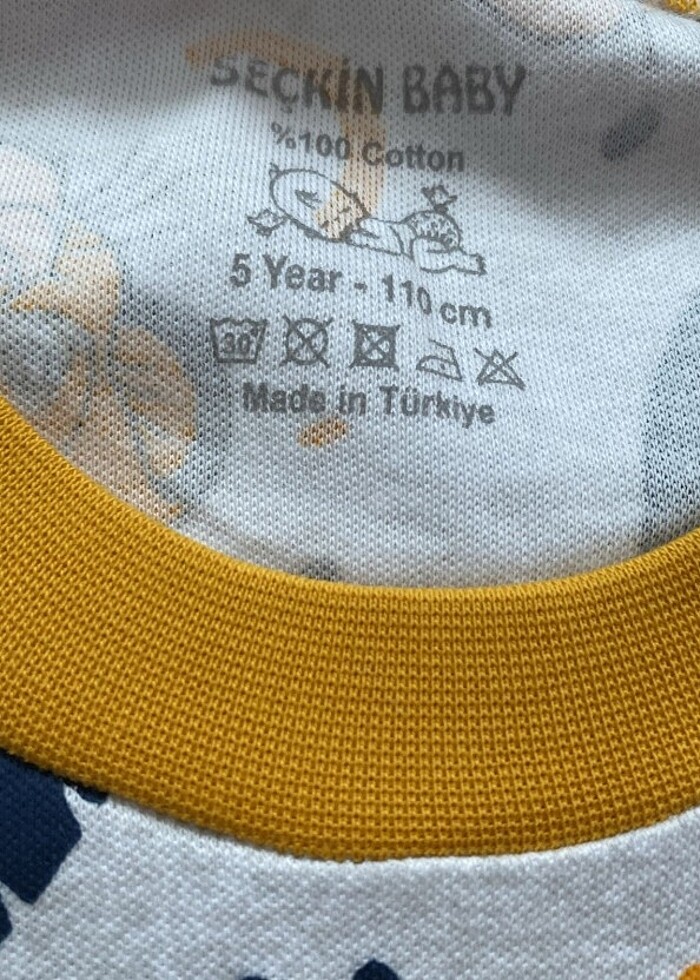 SEÇKİN BABY
%100 Cotton
5 Year - 110 cm
30°
Made in Türkiye